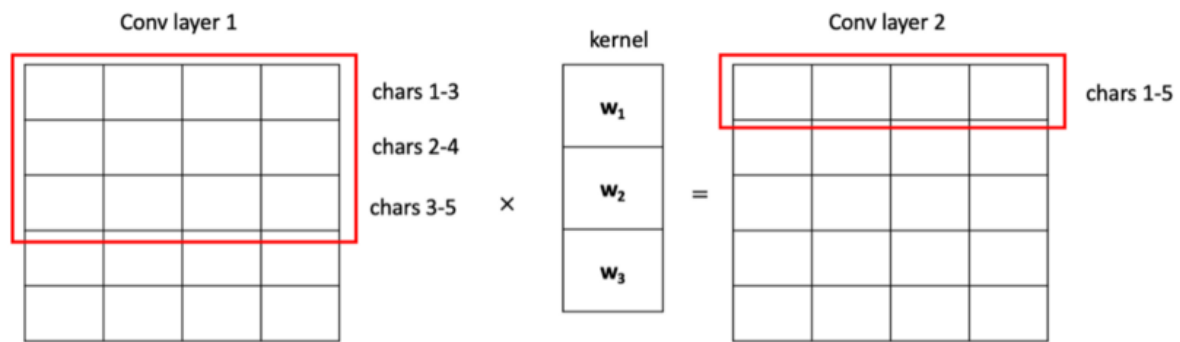 Conv layer 1
kernel
Conv layer 2
chars 1-3
chars 2-4
chars 3-5
×
w₁
w₂
w₃
=
chars 1-5